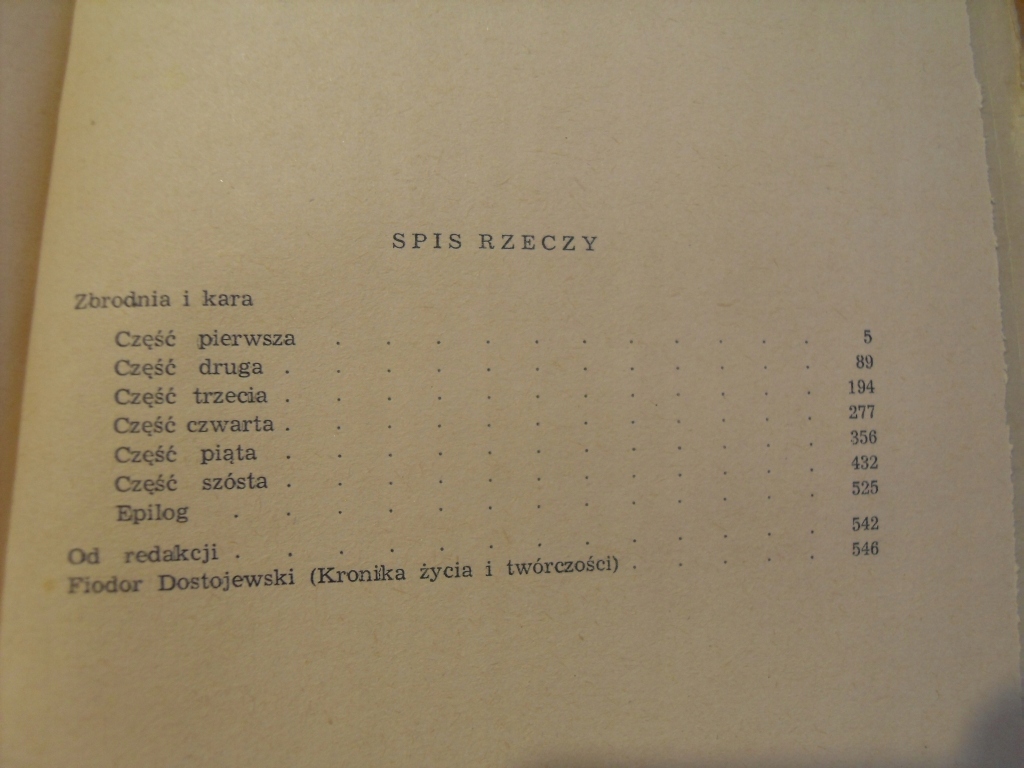 SPIS RZECZY
Zbrodnia i kara
Część pierwsza . . . . . . . . . . 5
Część druga . . . . . . . . . . . 89
Część trzecia . . . . . . . . . . . 194
Część czwarta . . . . . . . . . . . 277
Część piąta . . . . . . . . . . . 356
Część szósta . . . . . . . . . . . 432
Epilog . . . . . . . . . . . . 525
Od redakcji . . . . . . . . . . . . 542
Fiodor Dostojewski (Kronika życia i twórczości) . . . . . 546